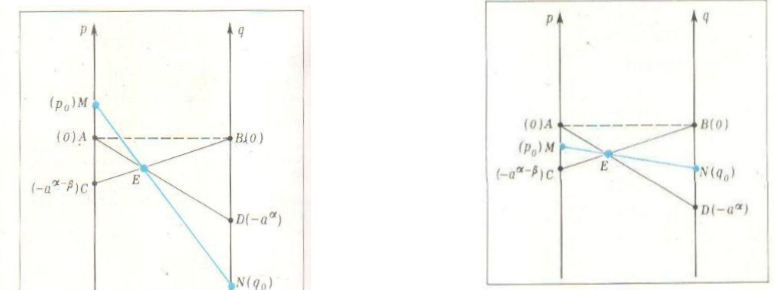 p q
(p₀)M
(0)A B(0)
E
(-a^{α-β})C
D(-a^α)
N(q₀)
p q
(0)A B(0)
(p₀)M
E
(-a^{α-β})C N(q₀)
D(-a^α)